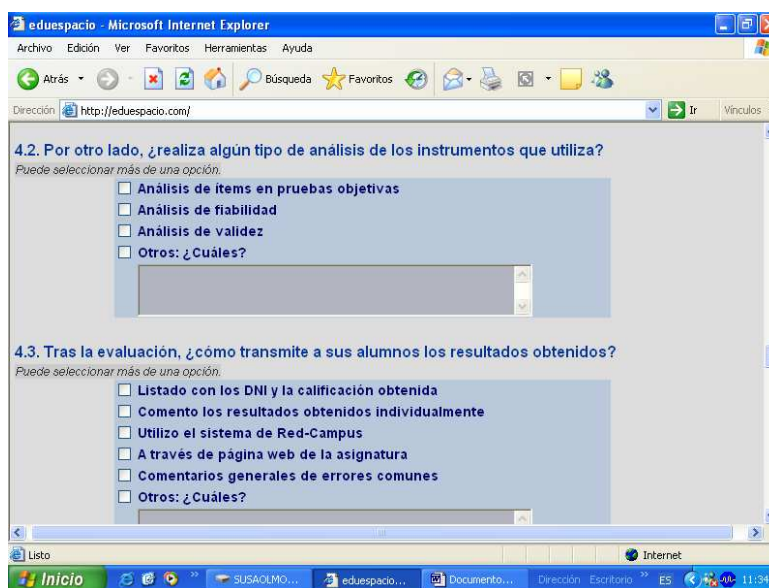 eduespacio - Microsoft Internet Explorer
Archivo Edición Ver Favoritos Herramientas Ayuda
Atrás Búsqueda Favoritos
Dirección http://eduespacio.com/ Ir Vínculos
4.2. Por otro lado, ¿realiza algún tipo de análisis de los instrumentos que utiliza?
Puede seleccionar más de una opción.
Análisis de ítems en pruebas objetivas
Análisis de fiabilidad
Análisis de validez
Otros: ¿Cuáles?
4.3. Tras la evaluación, ¿cómo transmite a sus alumnos los resultados obtenidos?
Puede seleccionar más de una opción.
Listado con los DNI y la calificación obtenida
Comento los resultados obtenidos individualmente
Utilizo el sistema de Red-Campus
A través de página web de la asignatura
Comentarios generales de errores comunes
Otros: ¿Cuáles?
Listo Internet
Inicio » SUSAOLMO... eduespacio... Documento... Dirección Escritorio » ES 11:34